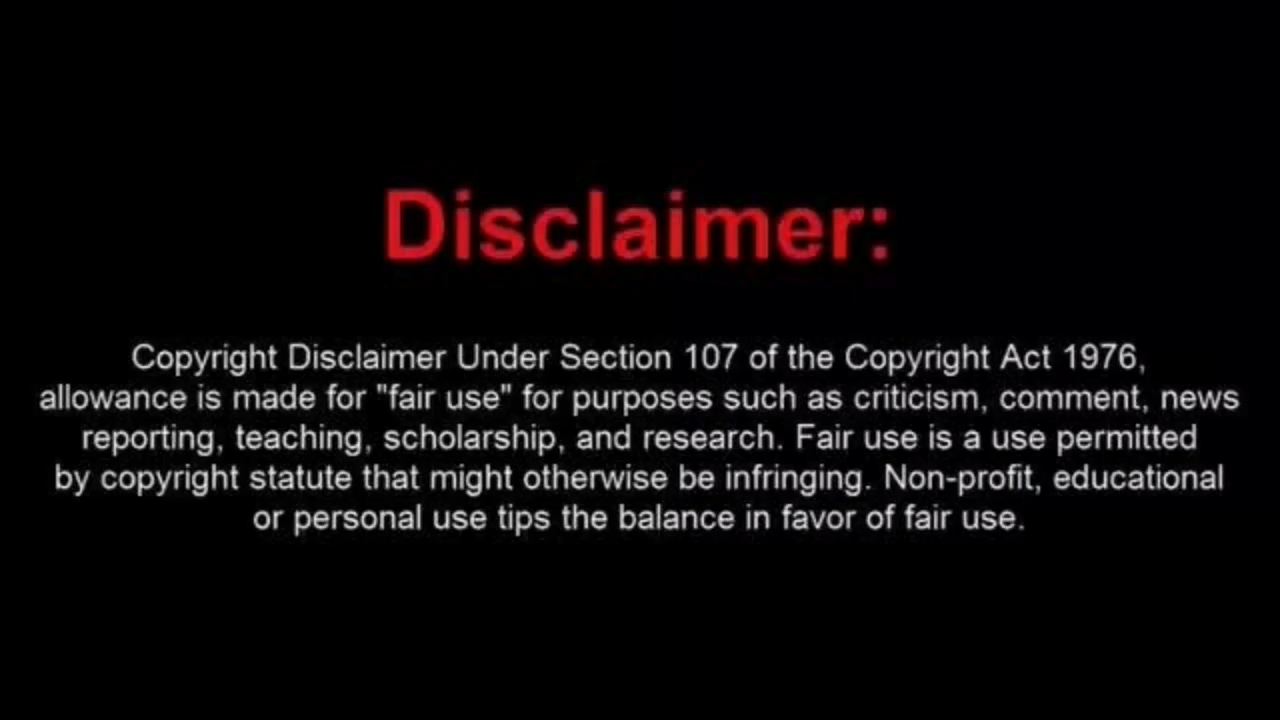 Disclaimer:
Copyright Disclaimer Under Section 107 of the Copyright Act 1976,
allowance is made for "fair use" for purposes such as criticism, comment, news
reporting, teaching, scholarship, and research. Fair use is a use permitted
by copyright statute that might otherwise be infringing. Non-profit, educational
or personal use tips the balance in favor of fair use.